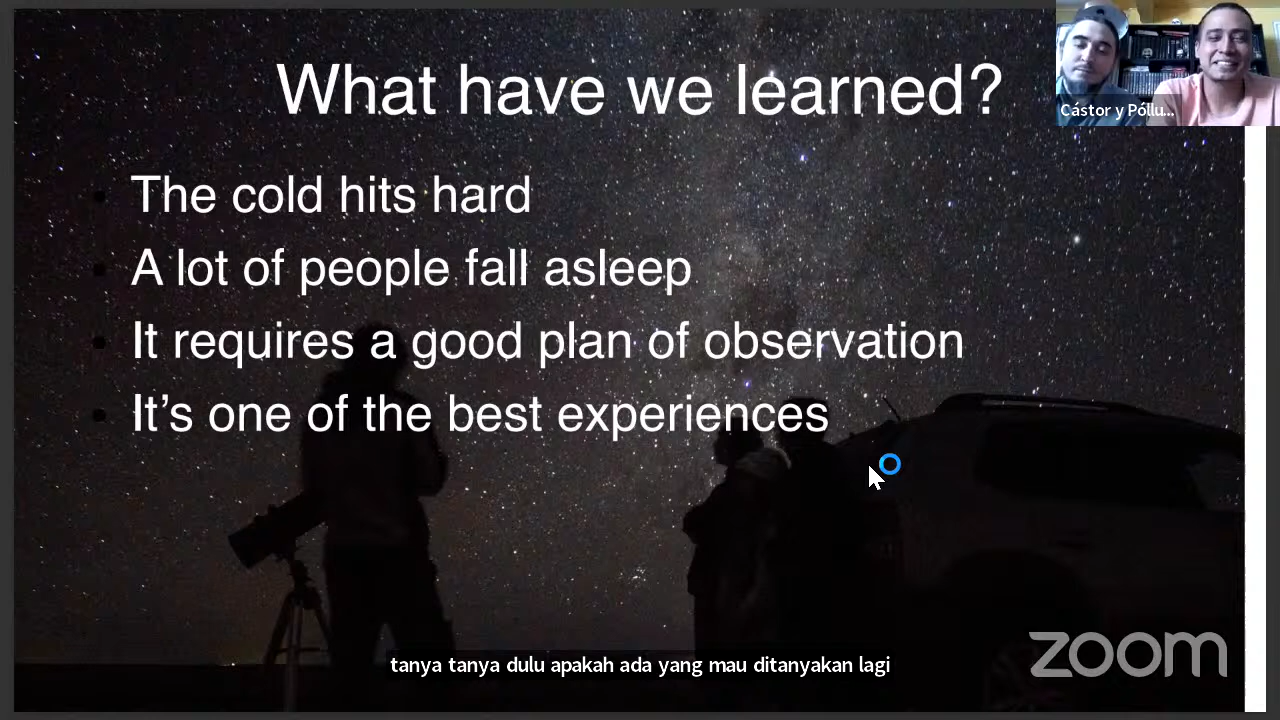 What have we learned?
Cástor y Póllu...
The cold hits hard
A lot of people fall asleep
It requires a good plan of observation
It's one of the best experiences
zoom
tanya tanya dulu apakah ada yang mau ditanyakan lagi